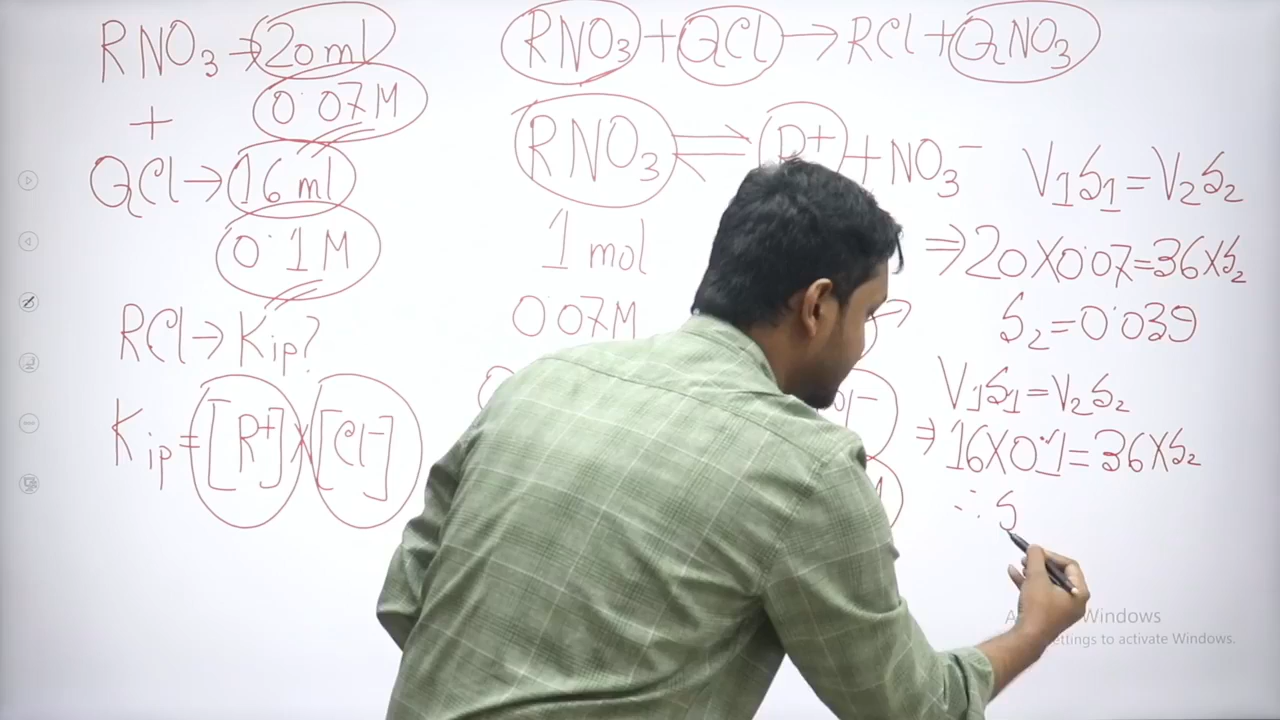 RNO₃ → 20 ml
0.07 M
+
QCl → 16 ml
0.1 M
RCl → Kip?
Kip = [R⁺] × [Cl⁻]
RNO₃ + QCl → RCl + QNO₃
RNO₃ ⇌ R⁺ + NO₃⁻
1 mol
0.07M
V₁S₁ = V₂S₂
⇒ 20 × 0.07 = 36 × S₂
S₂ = 0.039
V₁S₁ = V₂S₂
⇒ 16 × 0.1 = 36 × S₂
∴ S
Windows
ettings to activate Windows.